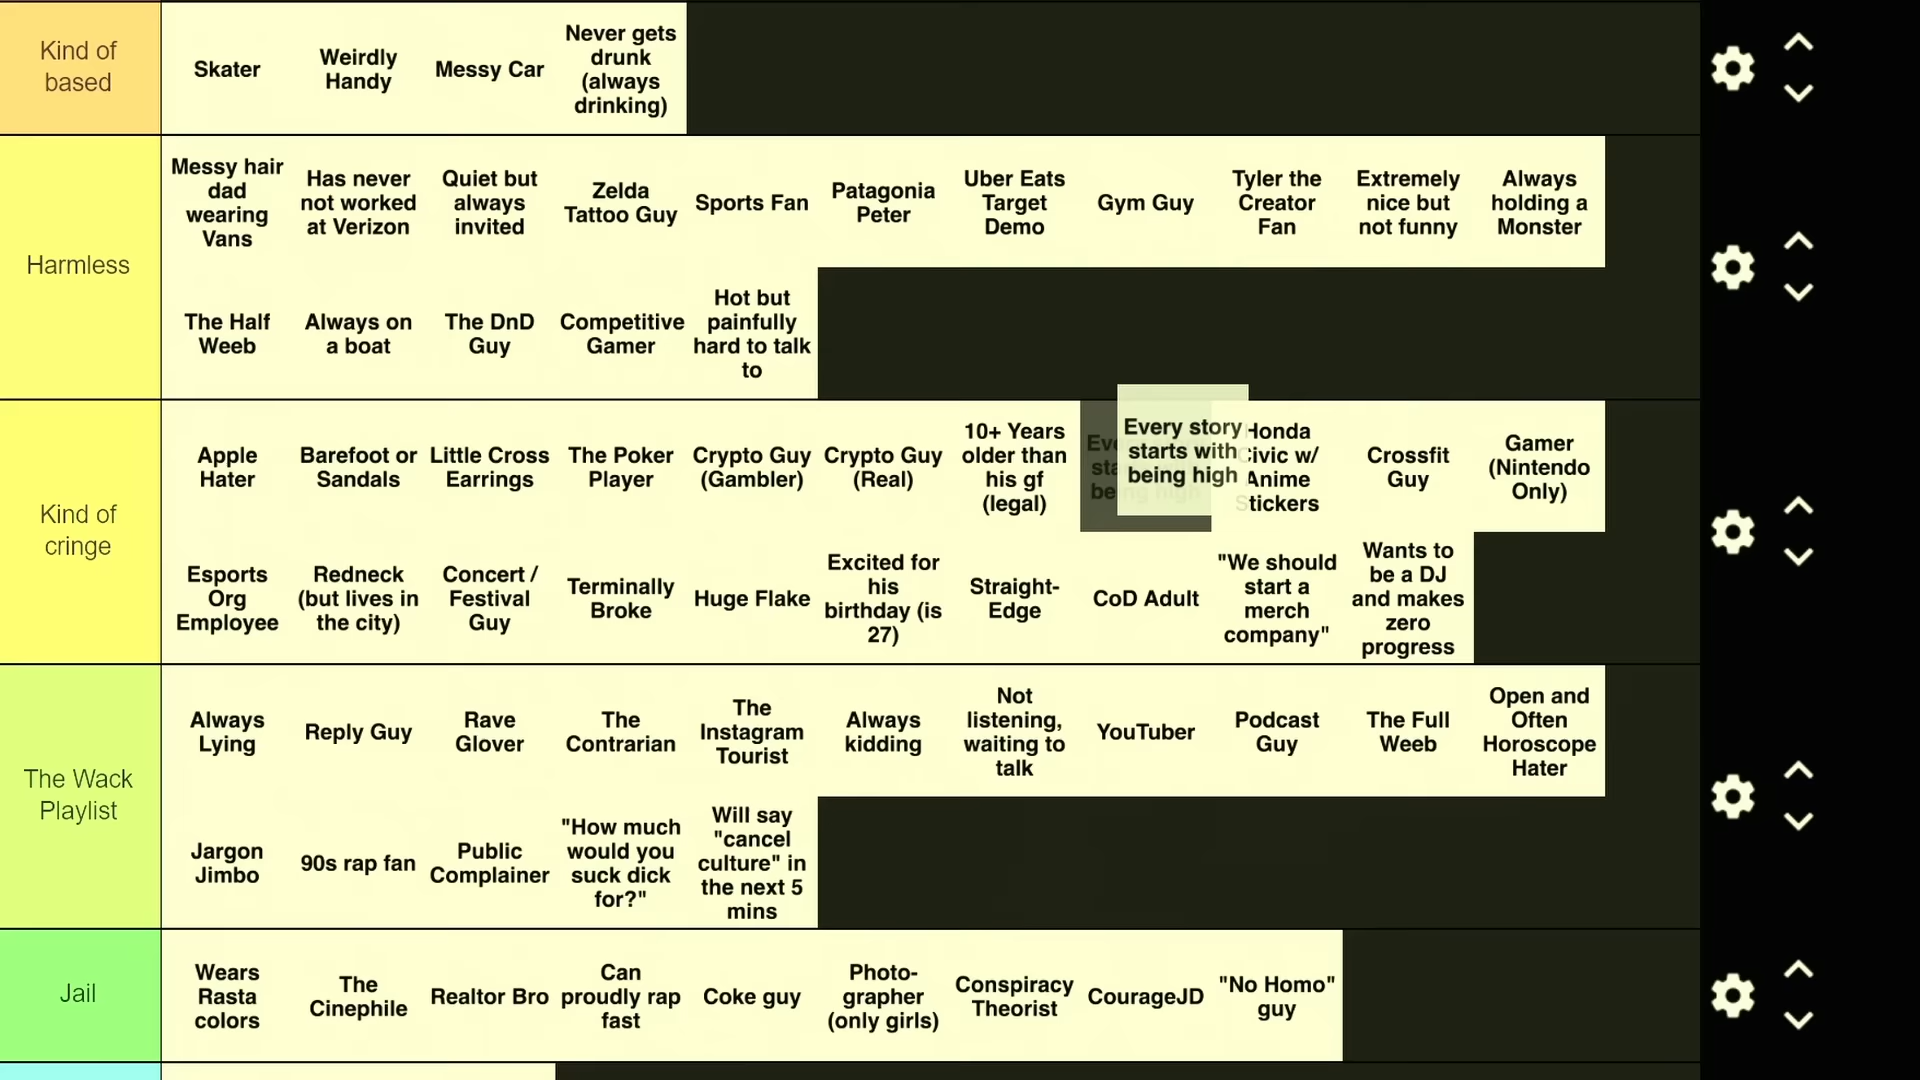 Kind of
based
Skater
Weirdly
Handy
Messy Car
Never gets
drunk
(always
drinking)
Harmless
Messy hair
dad
wearing
Vans
Has never
not worked
at Verizon
Quiet but
always
invited
Zelda
Tattoo Guy
Sports Fan
Patagonia
Peter
Uber Eats
Target
Demo
Gym Guy
Tyler the
Creator
Fan
Extremely
nice but
not funny
Always
holding a
Monster
The Half
Weeb
Always on
a boat
The DnD
Guy
Competitive
Gamer
Hot but
painfully
hard to talk
to
Kind of
cringe
Apple
Hater
Barefoot or
Sandals
Little Cross
Earrings
The Poker
Player
Crypto Guy
(Gambler)
Crypto Guy
(Real)
10+ Years
older than
his gf
(legal)
Every story
starts with
being high
Honda
Civic w/
Anime
Stickers
Crossfit
Guy
Gamer
(Nintendo
Only)
Esports
Org
Employee
Redneck
(but lives in
the city)
Concert /
Festival
Guy
Terminally
Broke
Huge Flake
Excited for
his
birthday (is
27)
Straight-
Edge
CoD Adult
"We should
start a
merch
company"
Wants to
be a DJ
and makes
zero
progress
The Wack
Playlist
Always
Lying
Reply Guy
Rave
Glover
The
Contrarian
The
Instagram
Tourist
Always
kidding
Not
listening,
waiting to
talk
YouTuber
Podcast
Guy
The Full
Weeb
Open and
Often
Horoscope
Hater
Jargon
Jimbo
90s rap fan
Public
Complainer
"How much
would you
suck dick
for?"
Will say
"cancel
culture" in
the next 5
mins
Jail
Wears
Rasta
colors
The
Cinephile
Realtor Bro
Can
proudly rap
fast
Coke guy
Photo-
grapher
(only girls)
Conspiracy
Theorist
CourageJD
"No Homo"
guy